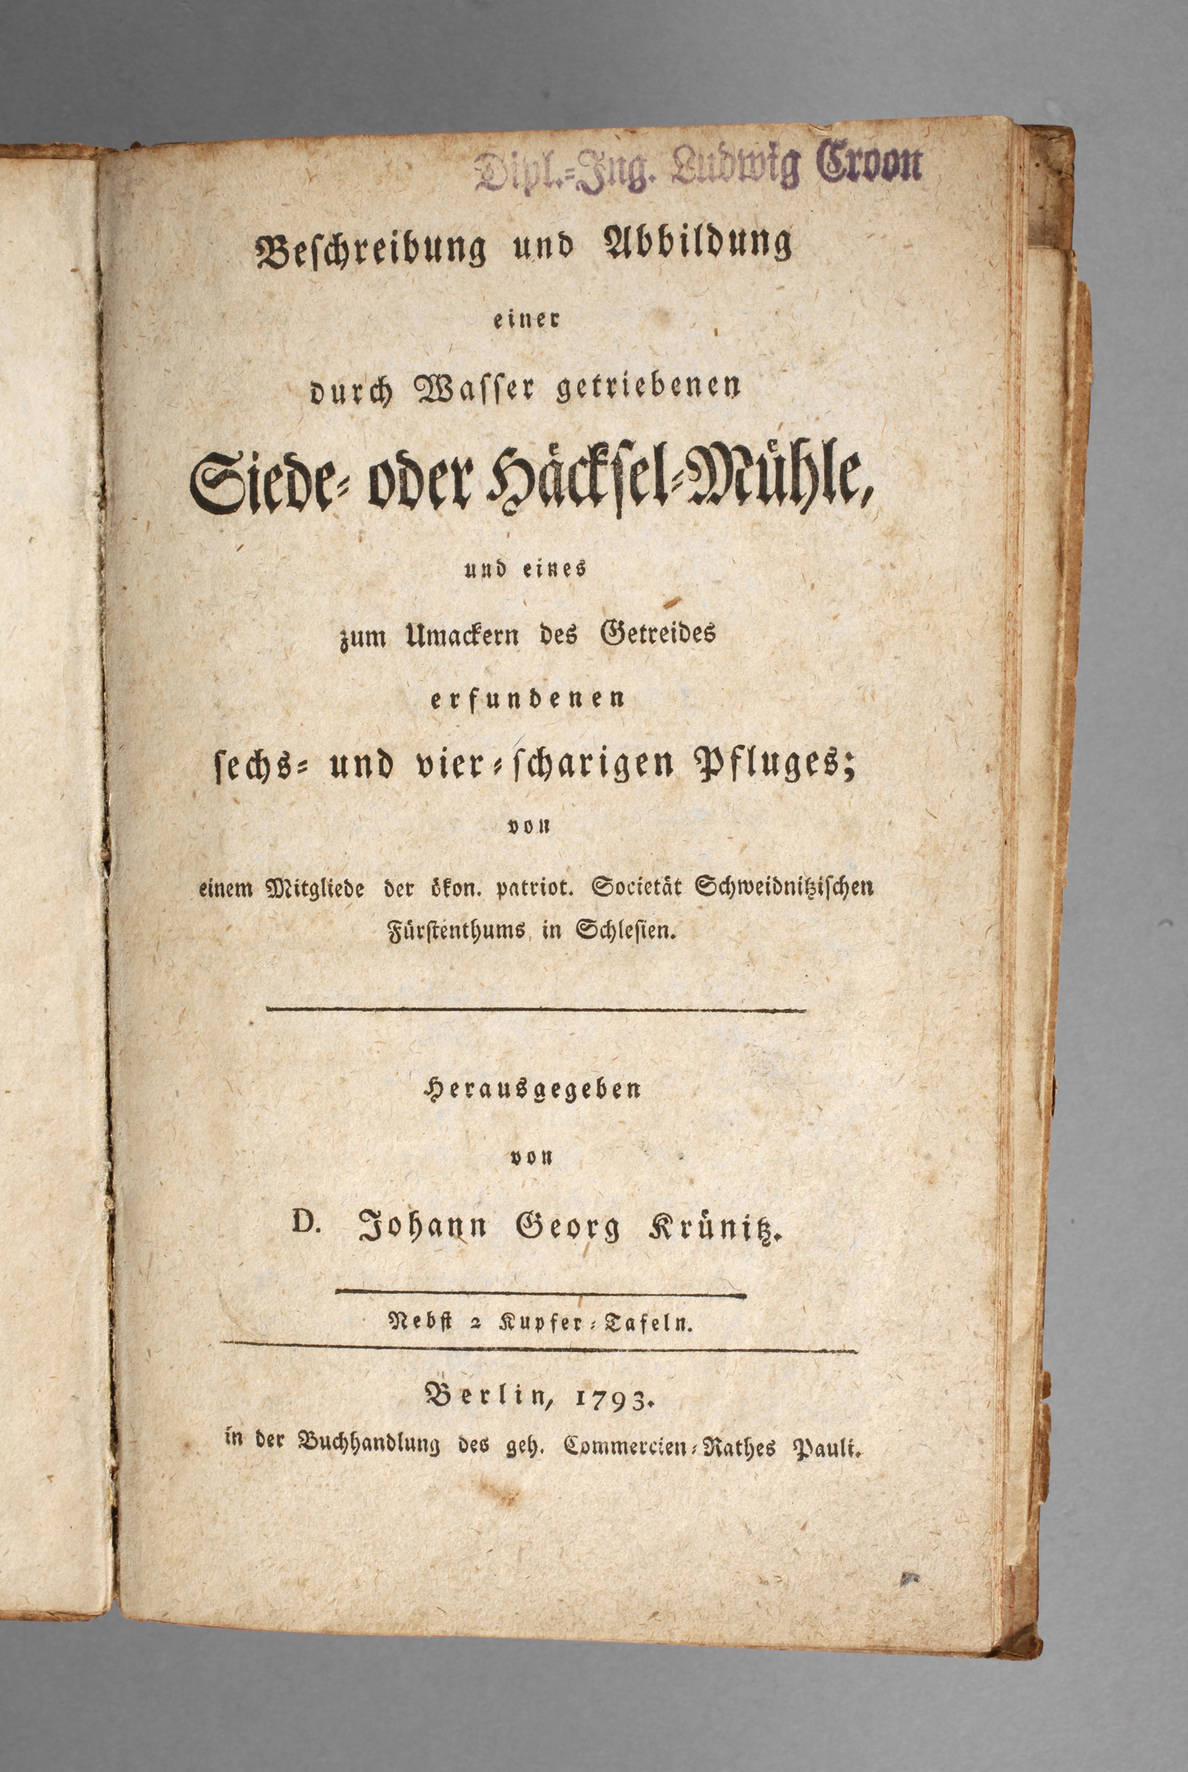 Dipl.-Ing. Ludwig Croon
Beſchreibung und Abbildung
einer
durch Waſſer getriebenen
Siede- oder Häckſel-Mühle,
und eines
zum Umackern des Getreides
erfundenen
ſechs- und vier-ſcharigen Pfluges;
von
einem Mitgliede der ökon. patriot. Societät Schweidnitziſchen
Fürſtenthums in Schleſien.
Herausgegeben
von
D. Johann Georg Krünitz.
Nebſt 2 Kupfer-Tafeln.
Berlin, 1793.
in der Buchhandlung des geh. Commercien-Rathes Pauli.